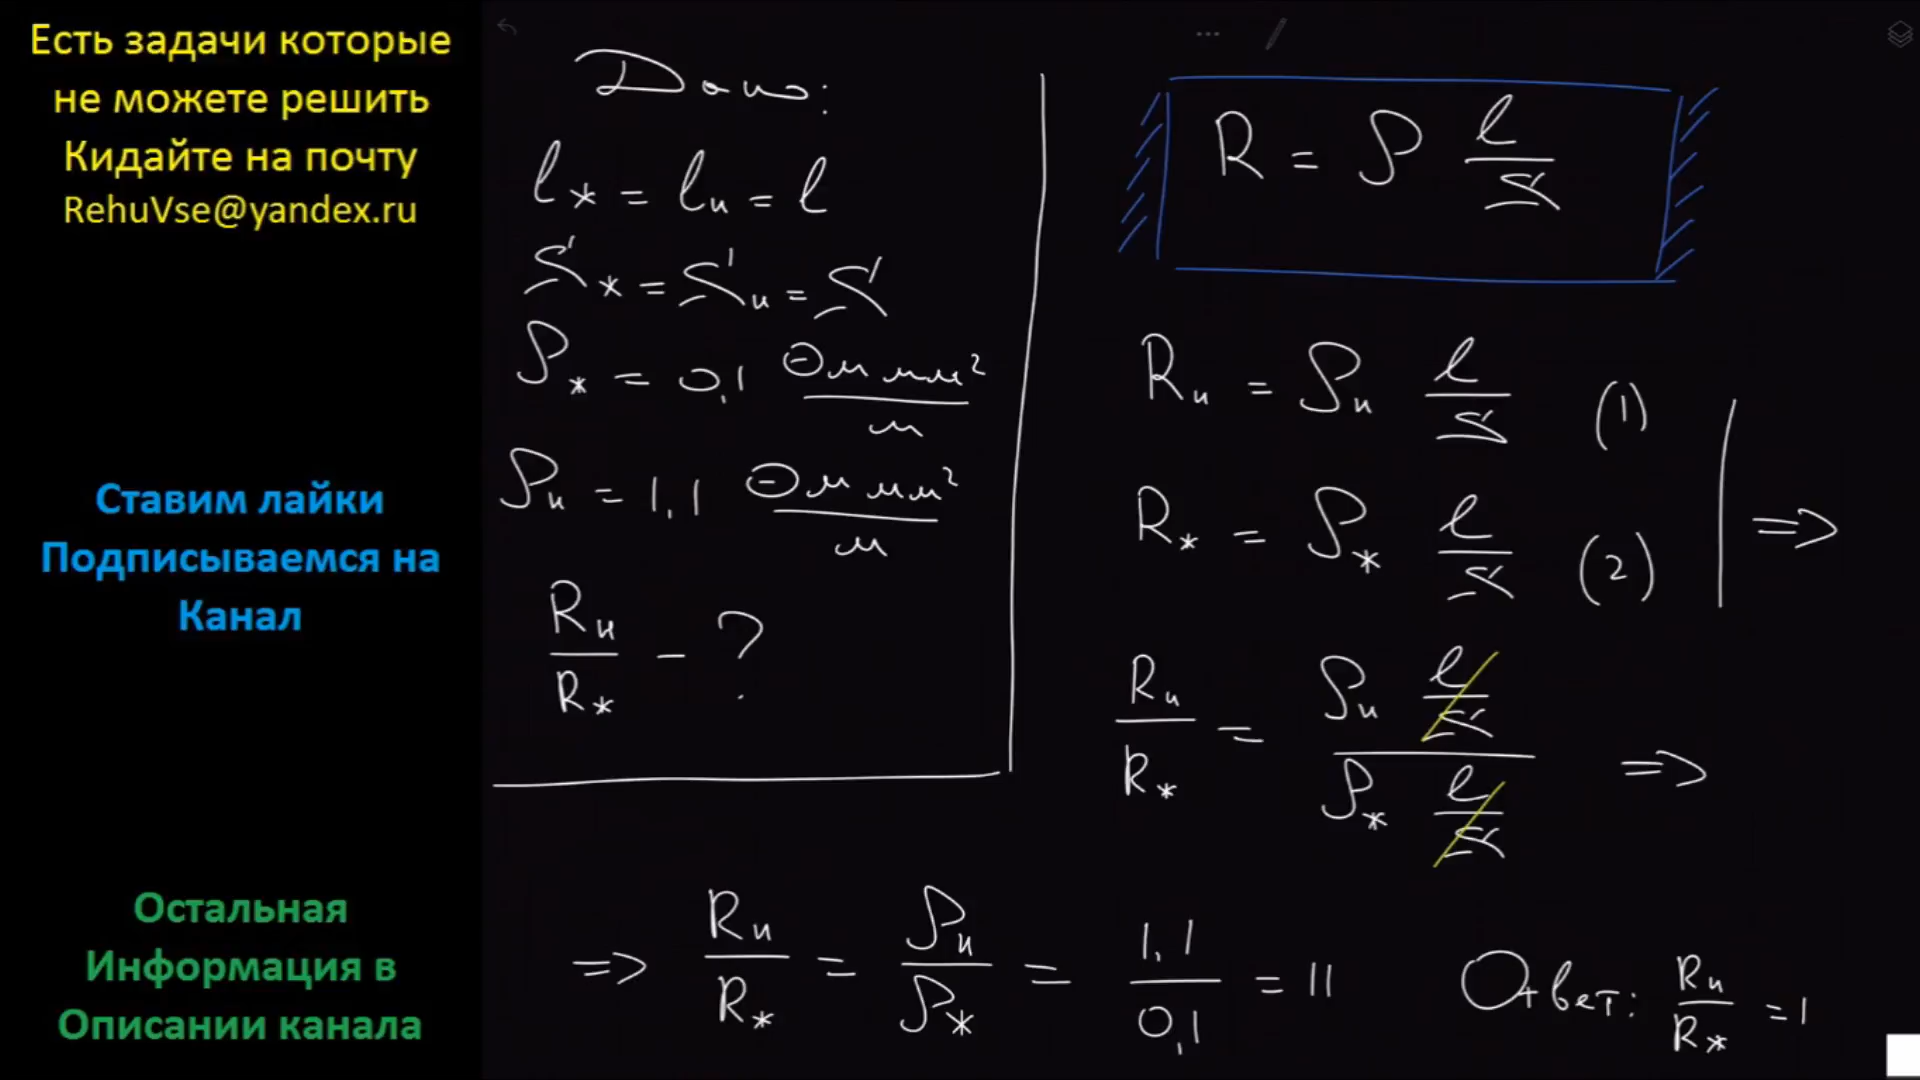 Есть задачи которые
не можете решить
Кидайте на почту
RehuVse@yandex.ru
Ставим лайки
Подписываемся на
Канал
Остальная
Информация в
Описании канала
Дано:
l* = lн = l
S* = Sн = S
ρ* = 0,1 Ом мм²/м
ρн = 1,1 Ом мм²/м
Rн/R* - ?
R = ρ l/S
Rн = ρн l/S (1)
R* = ρ* l/S (2) =>
Rн/R* = (ρн l/S)/(ρ* l/S) =>
=> Rн/R* = ρн/ρ* = 1,1/0,1 = 11
Ответ: Rн/R* = 1